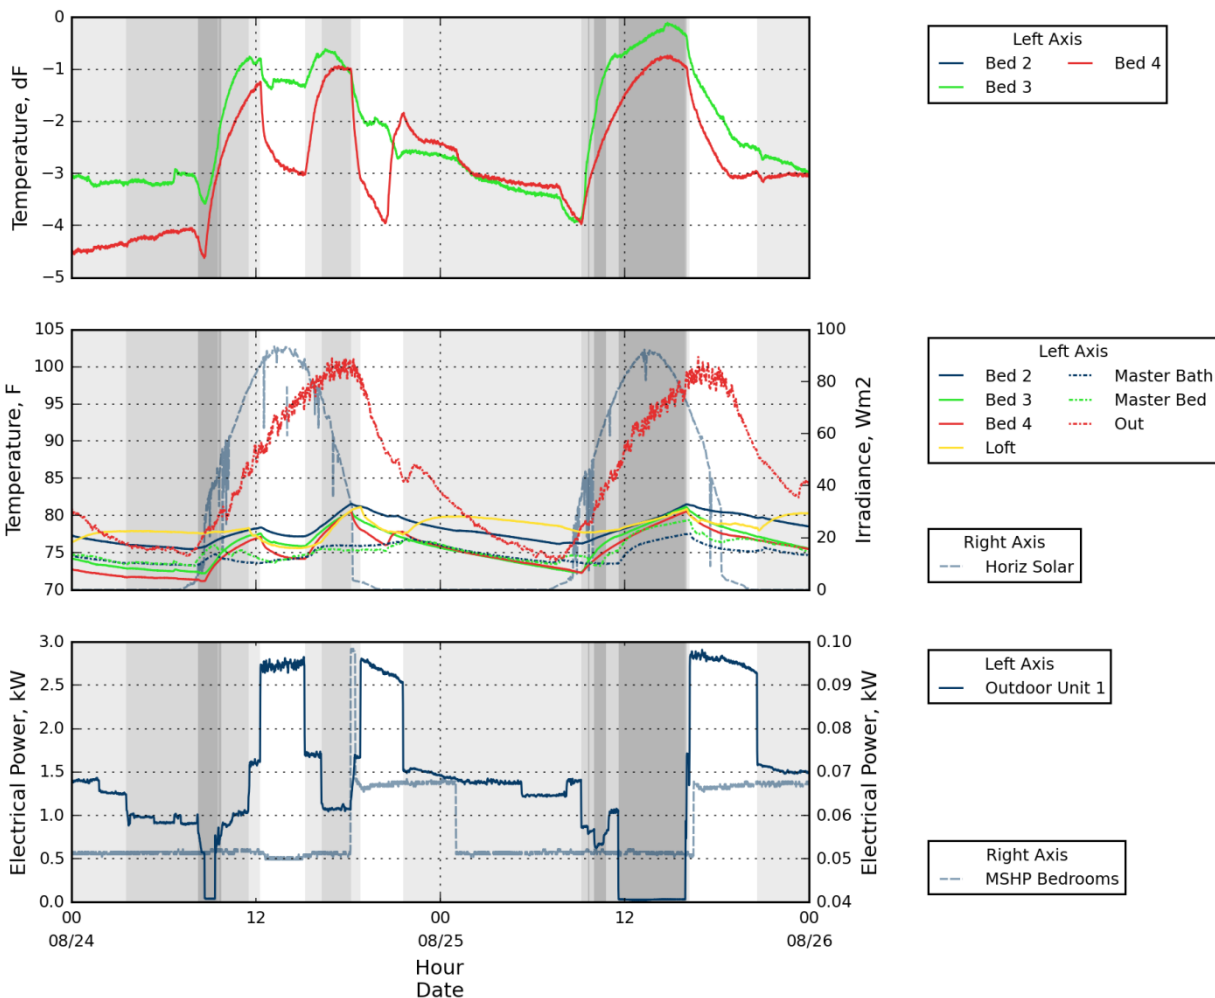 Temperature, dF
0
−1
−2
−3
−4
−5
Left Axis
Bed 2 Bed 4
Bed 3
Temperature, F
105
100
95
90
85
80
75
70
100
80
60
40
20
0
Irradiance, Wm2
Left Axis
Bed 2 Master Bath
Bed 3 Master Bed
Bed 4 Out
Loft
Right Axis
Horiz Solar
Electrical Power, kW
3.0
2.5
2.0
1.5
1.0
0.5
0.0
0.10
0.09
0.08
0.07
0.06
0.05
0.04
Electrical Power, kW
Left Axis
Outdoor Unit 1
Right Axis
MSHP Bedrooms
00 12 00 12 00
08/24 08/25 08/26
Hour
Date